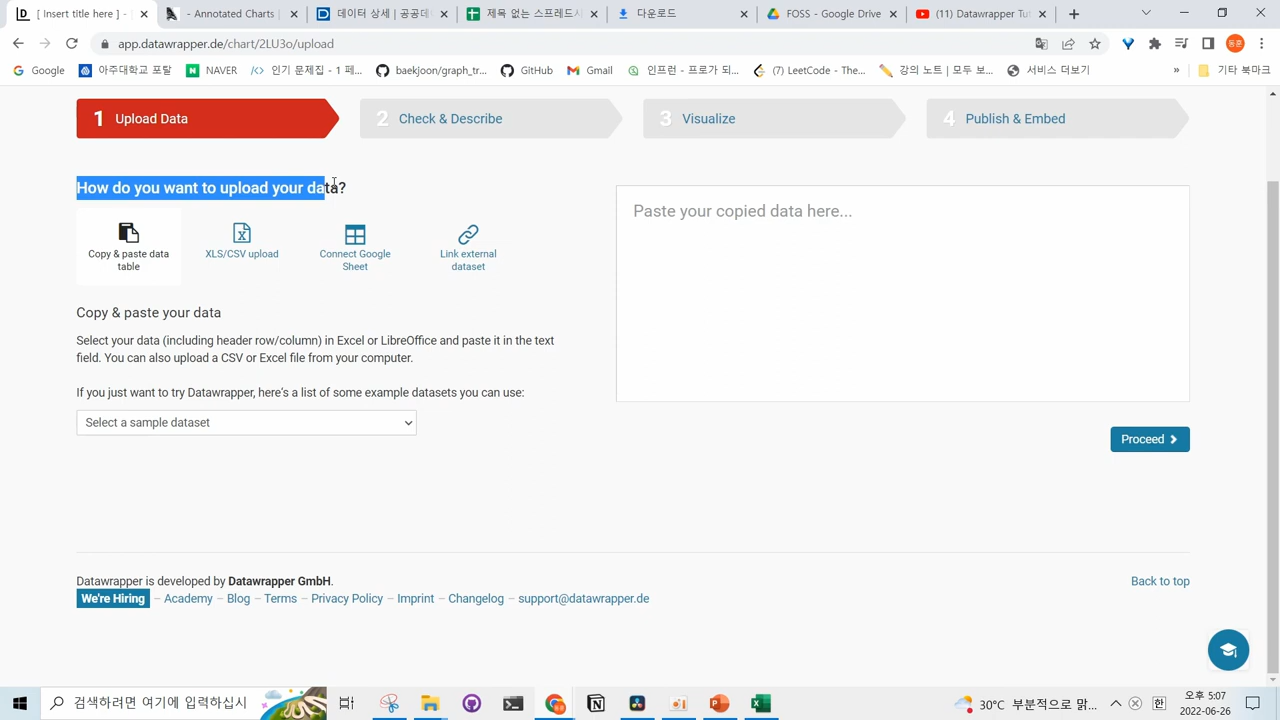 [ Insert title here ] -
- Annotated Charts |
데이터 상세 | 공공데
제목 없는 스프레드시
다운로드
FOSS - Google Drive
(11) Datawrapper Tut
app.datawrapper.de/chart/2LU3o/upload
동훈
Google
아주대학교 포탈
NAVER
인기 문제집 - 1 페...
baekjoon/graph_tr...
GitHub
Gmail
인프런 - 프로가 되...
(7) LeetCode - The...
강의 노트 | 모두 보...
서비스 더보기
»
기타 북마크
1 Upload Data
2 Check & Describe
3 Visualize
4 Publish & Embed
How do you want to upload your data?
Copy & paste data
table
XLS/CSV upload
Connect Google
Sheet
Link external
dataset
Paste your copied data here...
Copy & paste your data
Select your data (including header row/column) in Excel or LibreOffice and paste it in the text
field. You can also upload a CSV or Excel file from your computer.
If you just want to try Datawrapper, here's a list of some example datasets you can use:
Select a sample dataset
Proceed
Datawrapper is developed by Datawrapper GmbH.
Back to top
We're Hiring – Academy – Blog – Terms – Privacy Policy – Imprint – Changelog – support@datawrapper.de
검색하려면 여기에 입력하십시
30°C 부분적으로 맑...
한
오후 5:07
2022-06-26